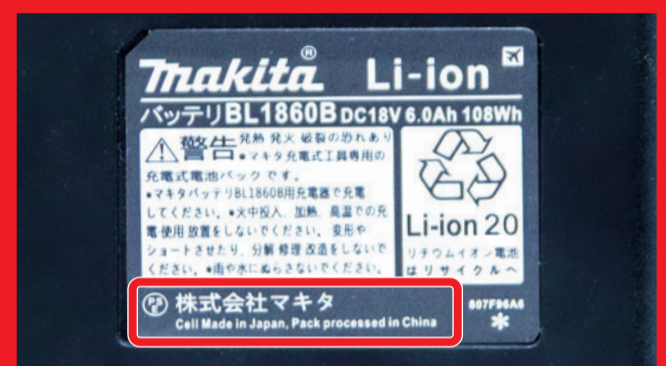 makita® Li-ion
バッテリBL1860B DC18V 6.0Ah 108Wh
警告 発熱 発火 破裂の恐れあり
•マキタ充電式工具専用の
充電式電池パックです。
•マキタバッテリBL1860B用充電器で充電
してください。•火中投入、加熱、高温での充
電·使用·放置をしないでください。変形や
ショートさせたり、分解·修理·改造をしないで
ください。•雨や水にぬらさないでください。
Li-ion 20
リチウムイオン電池
はリサイクルへ
PSE 株式会社マキタ
Cell Made in Japan, Pack processed in China
807F96A6